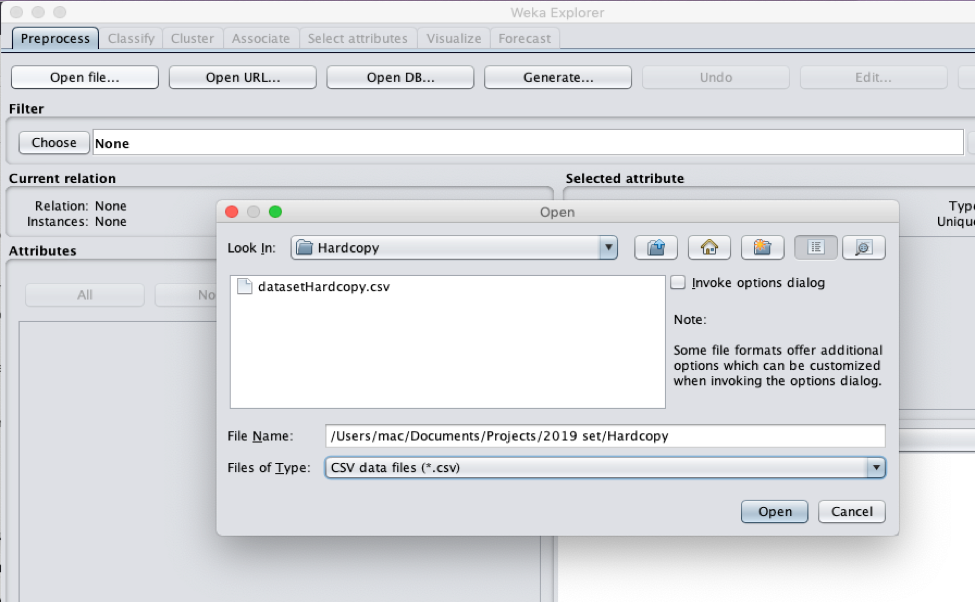 Weka Explorer
Preprocess Classify Cluster Associate Select attributes Visualize Forecast
Open file... Open URL... Open DB... Generate... Undo Edit...
Filter
Choose None
Current relation Selected attribute
Relation: None
Instances: None
Type
Unique
Attributes
All No
Open
Look In: Hardcopy
datasetHardcopy.csv
Invoke options dialog
Note:
Some file formats offer additional
options which can be customized
when invoking the options dialog.
File Name: /Users/mac/Documents/Projects/2019 set/Hardcopy
Files of Type: CSV data files (*.csv)
Open Cancel